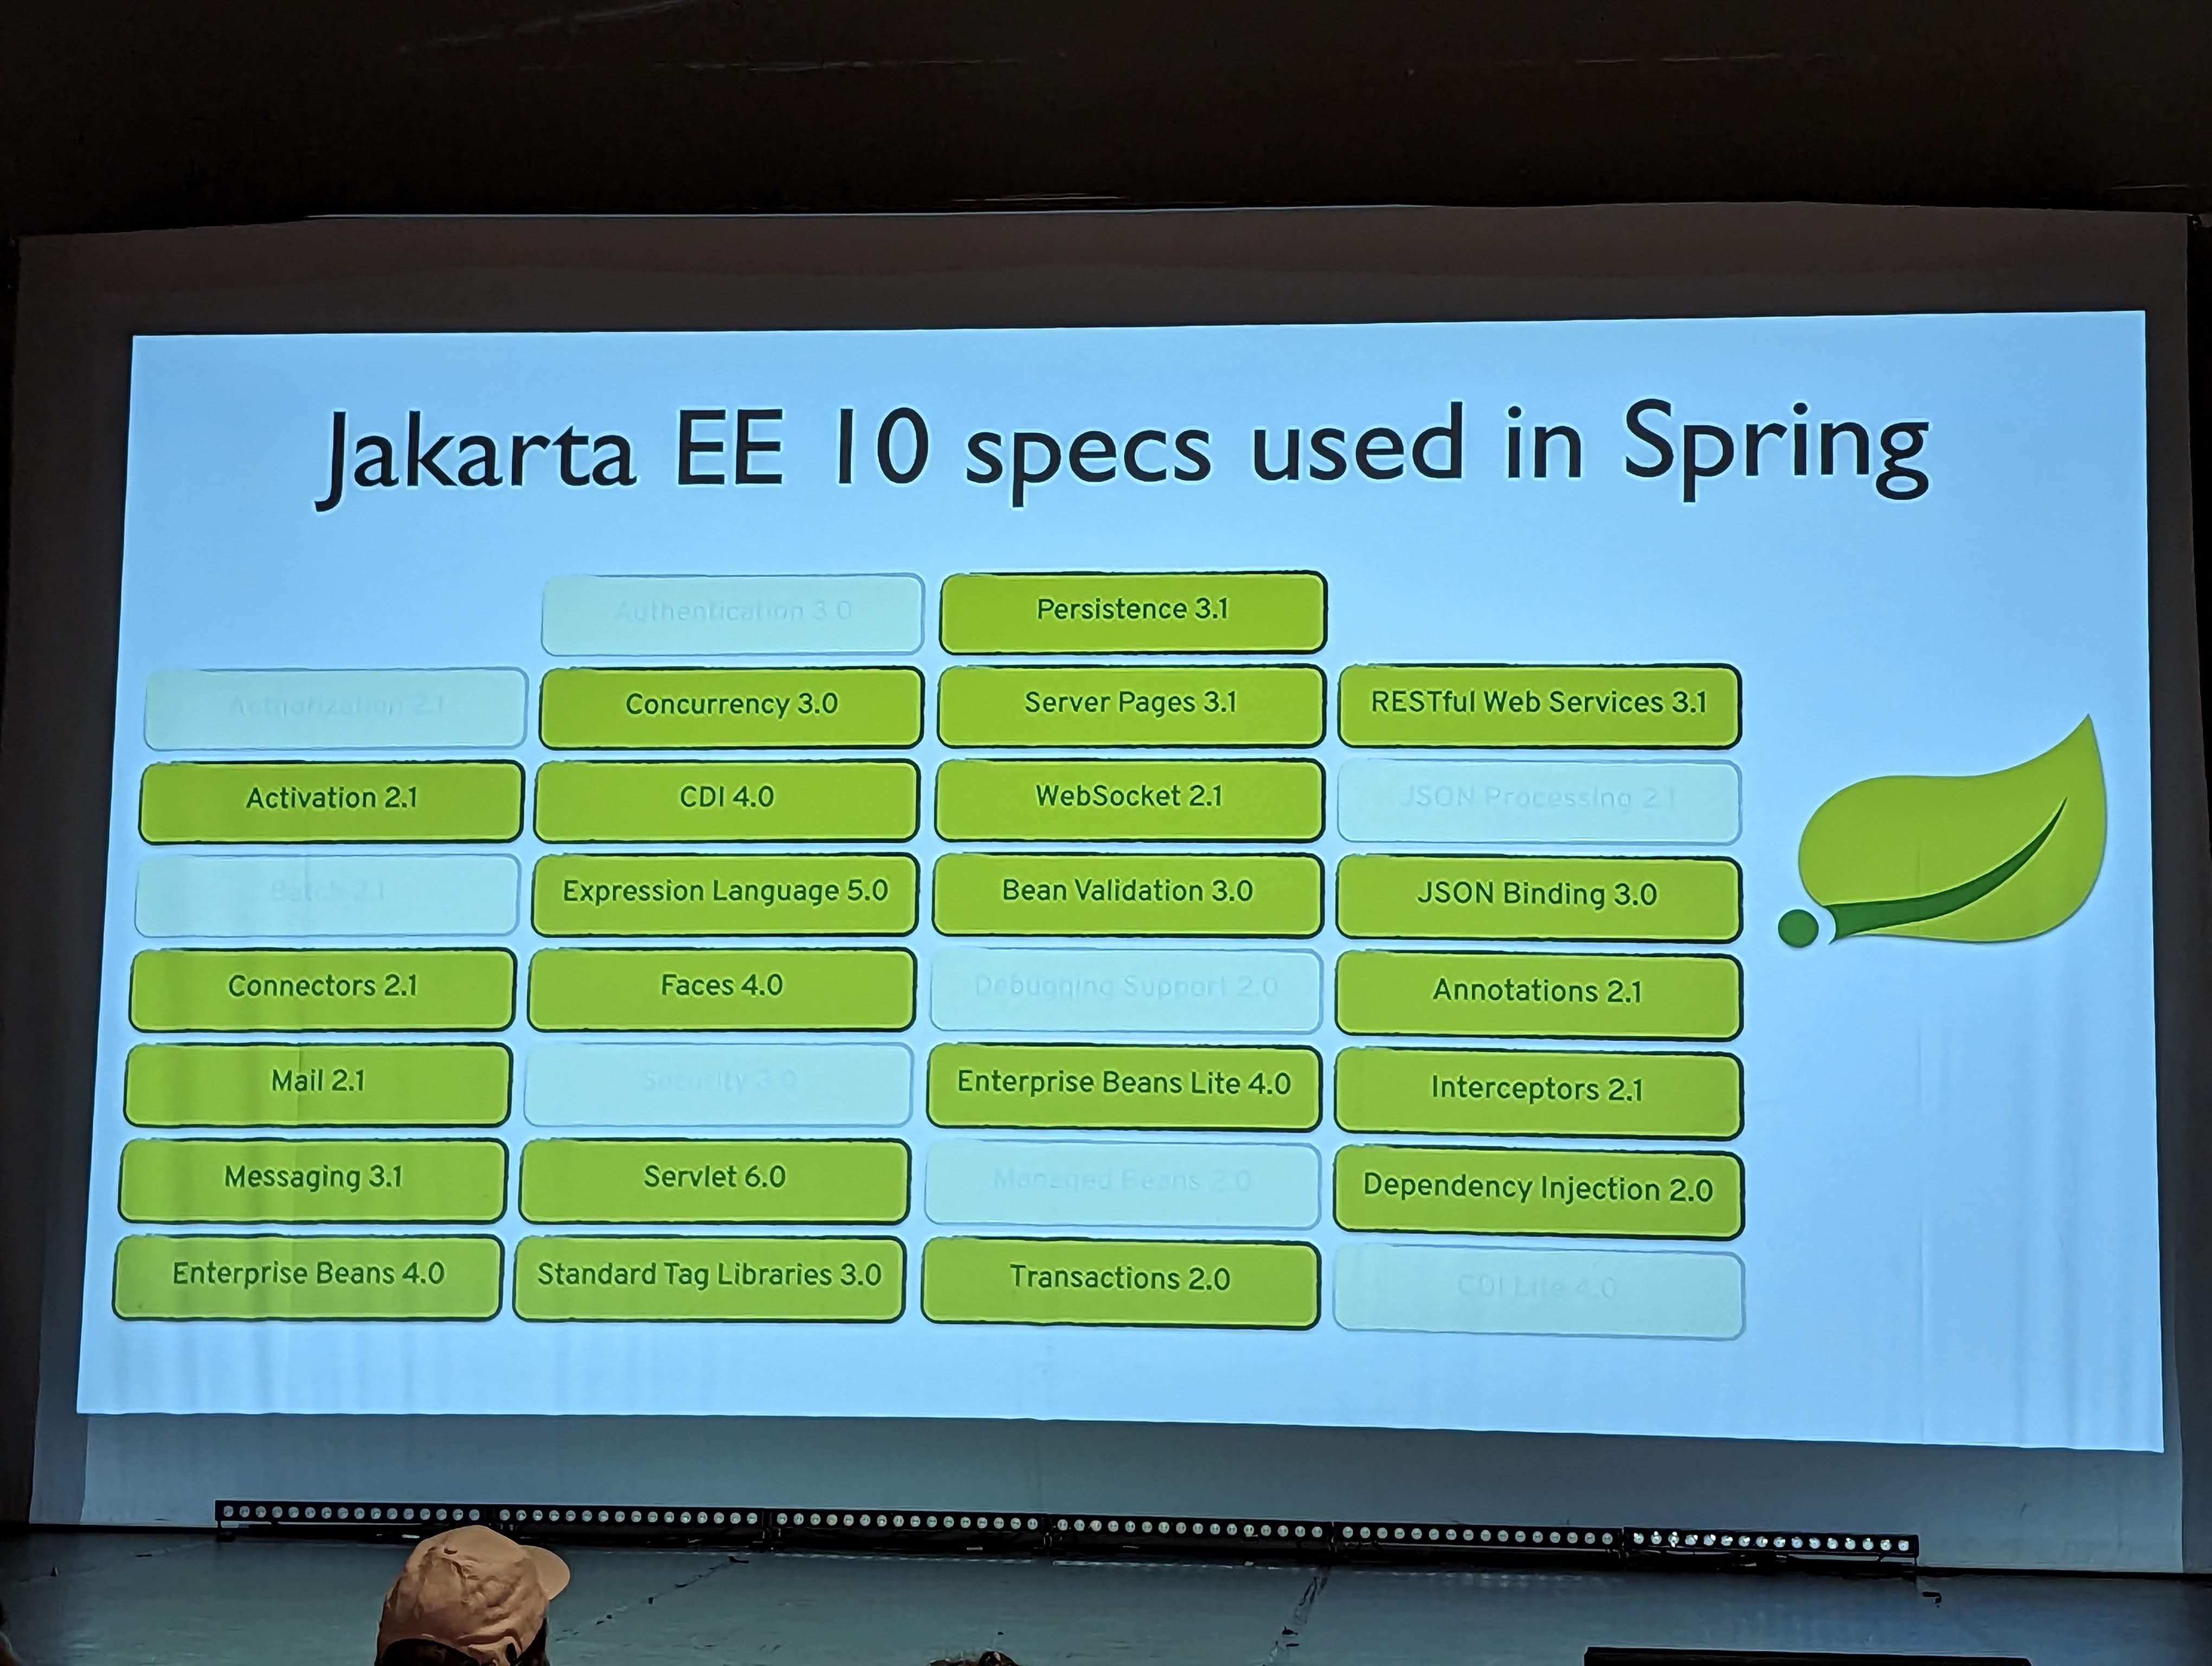 Jakarta EE 10 specs used in Spring
Authentication 3.0
Persistence 3.1
Authorization 2.1
Concurrency 3.0
Server Pages 3.1
RESTful Web Services 3.1
Activation 2.1
CDI 4.0
WebSocket 2.1
JSON Processing 2.1
Batch 2.1
Expression Language 5.0
Bean Validation 3.0
JSON Binding 3.0
Connectors 2.1
Faces 4.0
Debugging Support 2.0
Annotations 2.1
Mail 2.1
Security 3.0
Enterprise Beans Lite 4.0
Interceptors 2.1
Messaging 3.1
Servlet 6.0
Managed Beans 2.0
Dependency Injection 2.0
Enterprise Beans 4.0
Standard Tag Libraries 3.0
Transactions 2.0
CDI Lite 4.0